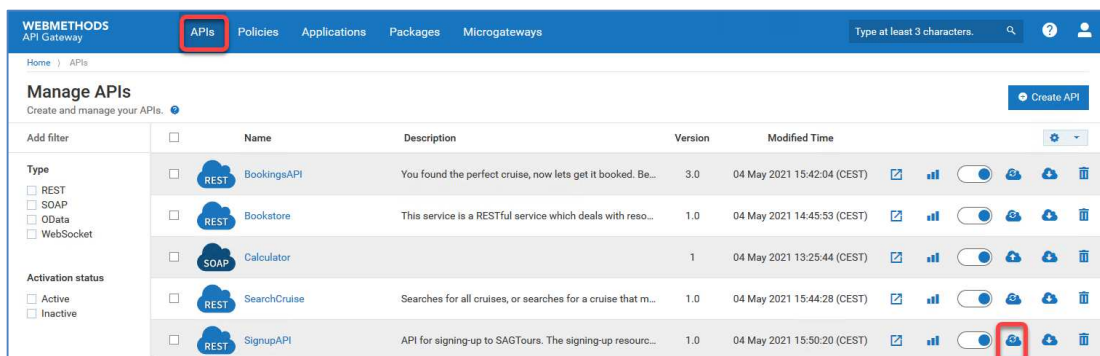 WEBMETHODS
API Gateway
APIs Policies Applications Packages Microgateways
Type at least 3 characters.
?
Home ) APIs
Manage APIs
Create and manage your APIs. ?
Create API
Add filter
Name Description Version Modified Time
Type
REST
SOAP
OData
WebSocket
Activation status
Active
Inactive
REST BookingsAPI You found the perfect cruise, now lets get it booked. Be... 3.0 04 May 2021 15:42:04 (CEST)
REST Bookstore This service is a RESTful service which deals with reso... 1.0 04 May 2021 14:45:53 (CEST)
SOAP Calculator 1 04 May 2021 13:25:44 (CEST)
REST SearchCruise Searches for all cruises, or searches for a cruise that m... 1.0 04 May 2021 15:44:28 (CEST)
REST SignupAPI API for signing-up to SAGTours. The signing-up resourc... 1.0 04 May 2021 15:50:20 (CEST)